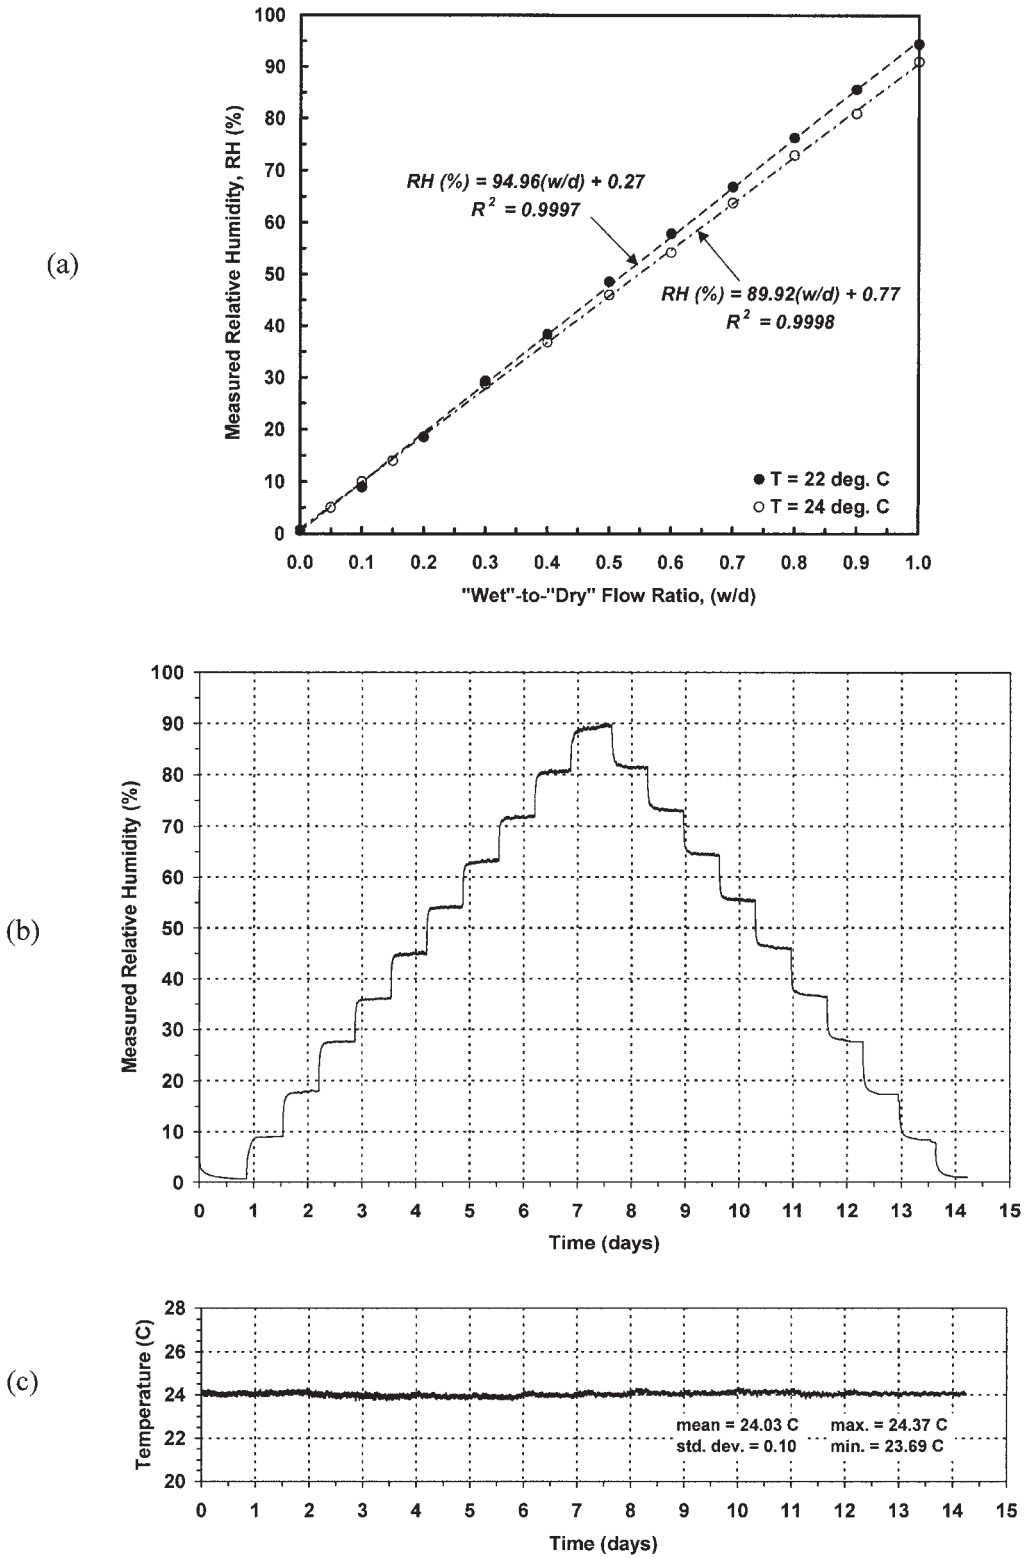 (a)
Measured Relative Humidity, RH (%)
100
90
80
70
60
50
40
30
20
10
0
RH (%) = 94.96(w/d) + 0.27
R² = 0.9997
RH (%) = 89.92(w/d) + 0.77
R² = 0.9998
T = 22 deg. C
T = 24 deg. C
0.0 0.1 0.2 0.3 0.4 0.5 0.6 0.7 0.8 0.9 1.0
"Wet"-to-"Dry" Flow Ratio, (w/d)
(b)
Measured Relative Humidity (%)
100
90
80
70
60
50
40
30
20
10
0
0 1 2 3 4 5 6 7 8 9 10 11 12 13 14 15
Time (days)
(c)
Temperature (C)
28
26
24
22
20
mean = 24.03 C max. = 24.37 C
std. dev. = 0.10 min. = 23.69 C
0 1 2 3 4 5 6 7 8 9 10 11 12 13 14 15
Time (days)